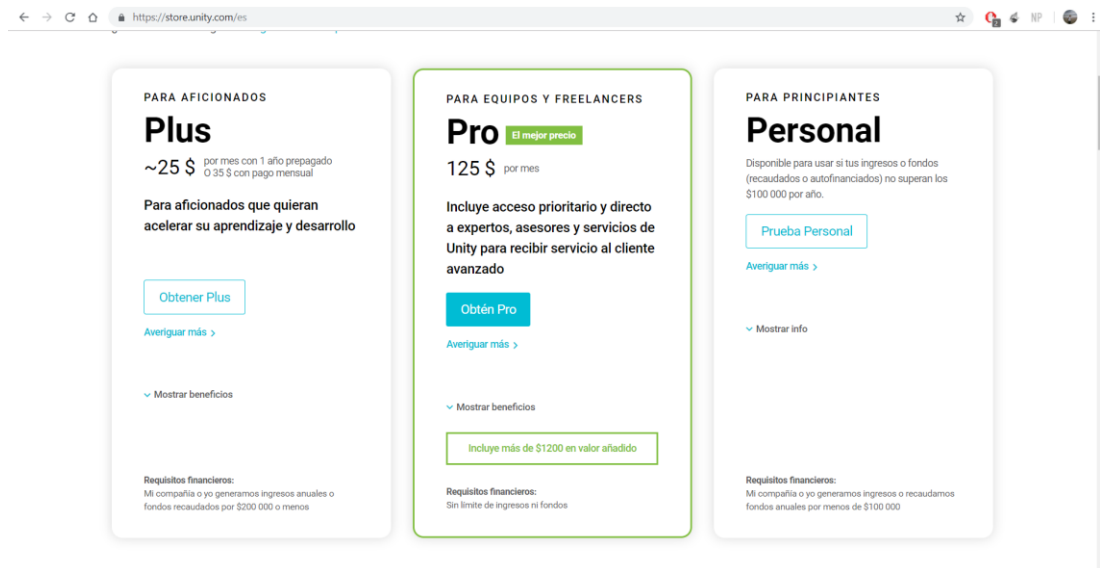 https://store.unity.com/es
2
NP
PARA AFICIONADOS
Plus
~25 $ por mes con 1 año prepagado
O 35 $ con pago mensual
Para aficionados que quieran
acelerar su aprendizaje y desarrollo
Obtener Plus
Averiguar más >
Mostrar beneficios
Requisitos financieros:
Mi compañía o yo generamos ingresos anuales o
fondos recaudados por $200 000 o menos
PARA EQUIPOS Y FREELANCERS
Pro El mejor precio
125 $ por mes
Incluye acceso prioritario y directo
a expertos, asesores y servicios de
Unity para recibir servicio al cliente
avanzado
Obtén Pro
Averiguar más >
Mostrar beneficios
Incluye más de $1200 en valor añadido
Requisitos financieros:
Sin límite de ingresos ni fondos
PARA PRINCIPIANTES
Personal
Disponible para usar si tus ingresos o fondos
(recaudados o autofinanciados) no superan los
$100 000 por año.
Prueba Personal
Averiguar más >
Mostrar info
Requisitos financieros:
Mi compañía o yo generamos ingresos o recaudamos
fondos anuales por menos de $100 000